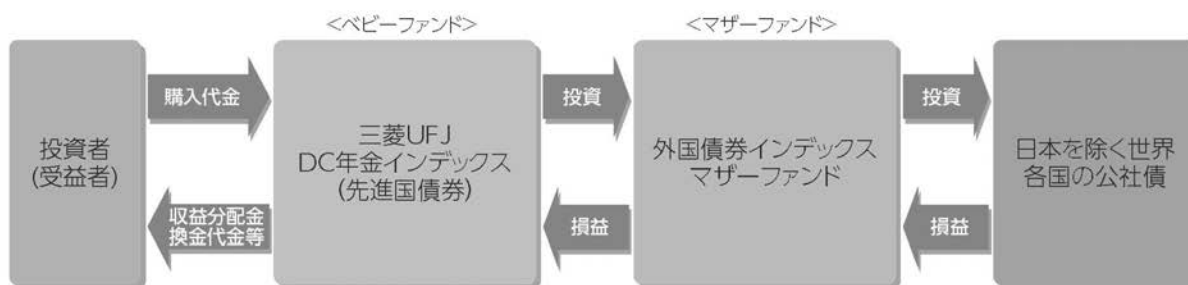 ＜ベビーファンド＞
＜マザーファンド＞
投資者
(受益者)
購入代金
収益分配金
換金代金等
三菱UFJ
DC年金インデックス
(先進国債券)
投資
損益
外国債券インデックス
マザーファンド
投資
損益
日本を除く世界
各国の公社債